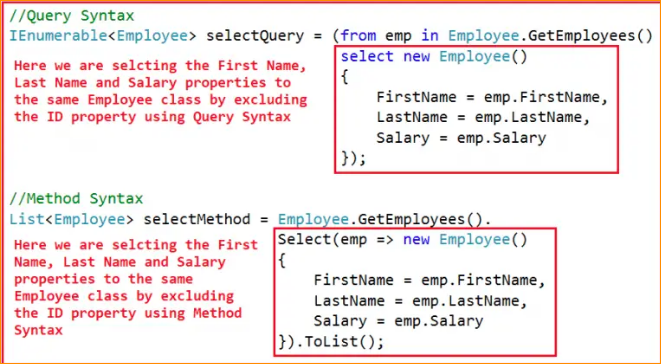 //Query Syntax
IEnumerable<Employee> selectQuery = (from emp in Employee.GetEmployees()
Here we are selcting the First Name,
Last Name and Salary properties to
the same Employee class by excluding
the ID property using Query Syntax
select new Employee()
{
FirstName = emp.FirstName,
LastName = emp.LastName,
Salary = emp.Salary
});
//Method Syntax
List<Employee> selectMethod = Employee.GetEmployees().
Here we are selcting the First
Name, Last Name and Salary
properties to the same
Employee class by excluding
the ID property using Method
Syntax
Select(emp => new Employee()
{
FirstName = emp.FirstName,
LastName = emp.LastName,
Salary = emp.Salary
}).ToList();